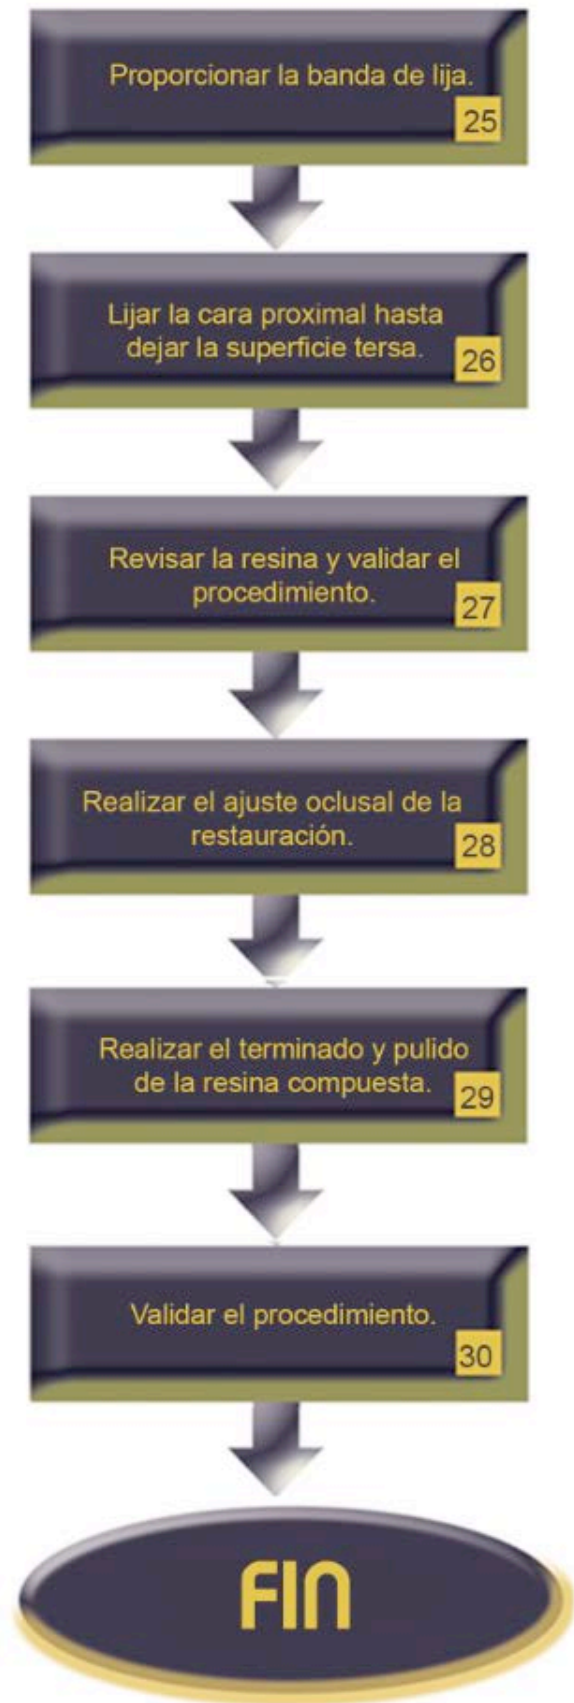 Proporcionar la banda de lija.
25
Lijar la cara proximal hasta
dejar la superficie tersa.
26
Revisar la resina y validar el
procedimiento.
27
Realizar el ajuste oclusal de la
restauración.
28
Realizar el terminado y pulido
de la resina compuesta.
29
Validar el procedimiento.
30
FIN